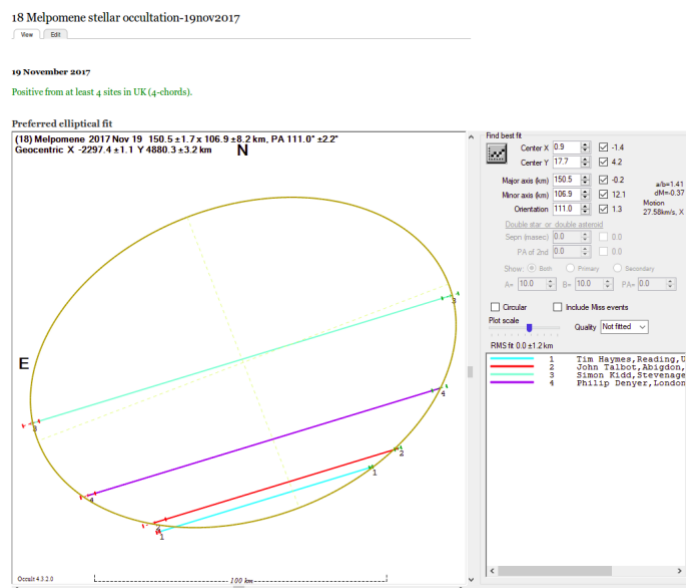 18 Melpomene stellar occultation-19nov2017
View Edit
19 November 2017
Positive from at least 4 sites in UK (4-chords).
Preferred elliptical fit
(18) Melpomene 2017 Nov 19 150.5 ±1.7 x 106.9 ±8.2 km, PA 111.0° ±2.2°
Geocentric X -2297.4 ±1.1 Y 4880.3 ±3.2 km
N
E
3
3
4
4
2
1
1
Occult 4.3.2.0
100 km
Find best fit
Center X 0.9 -1.4
Center Y 17.7 4.2
Major axis (km) 150.5 -0.2
Minor axis (km) 106.9 12.1
Orientation 111.0 1.3
a/b=1.41
dM=-0.37
Motion
27.58km/s, X
Double star or double asteroid
Sepn (masec) 0.0 0.0
PA of 2nd 0.0 0.0
Show: Both Primary Secondary
A= 10.0 B= 10.0 PA= 0.0
Circular Include Miss events
Plot scale
Quality Not fitted
RMS fit 0.0 ±1.2 km
1 Tim Haymes,Reading,U
2 John Talbot,Abigdon,
3 Simon Kidd,Stevenage
4 Philip Denyer,London